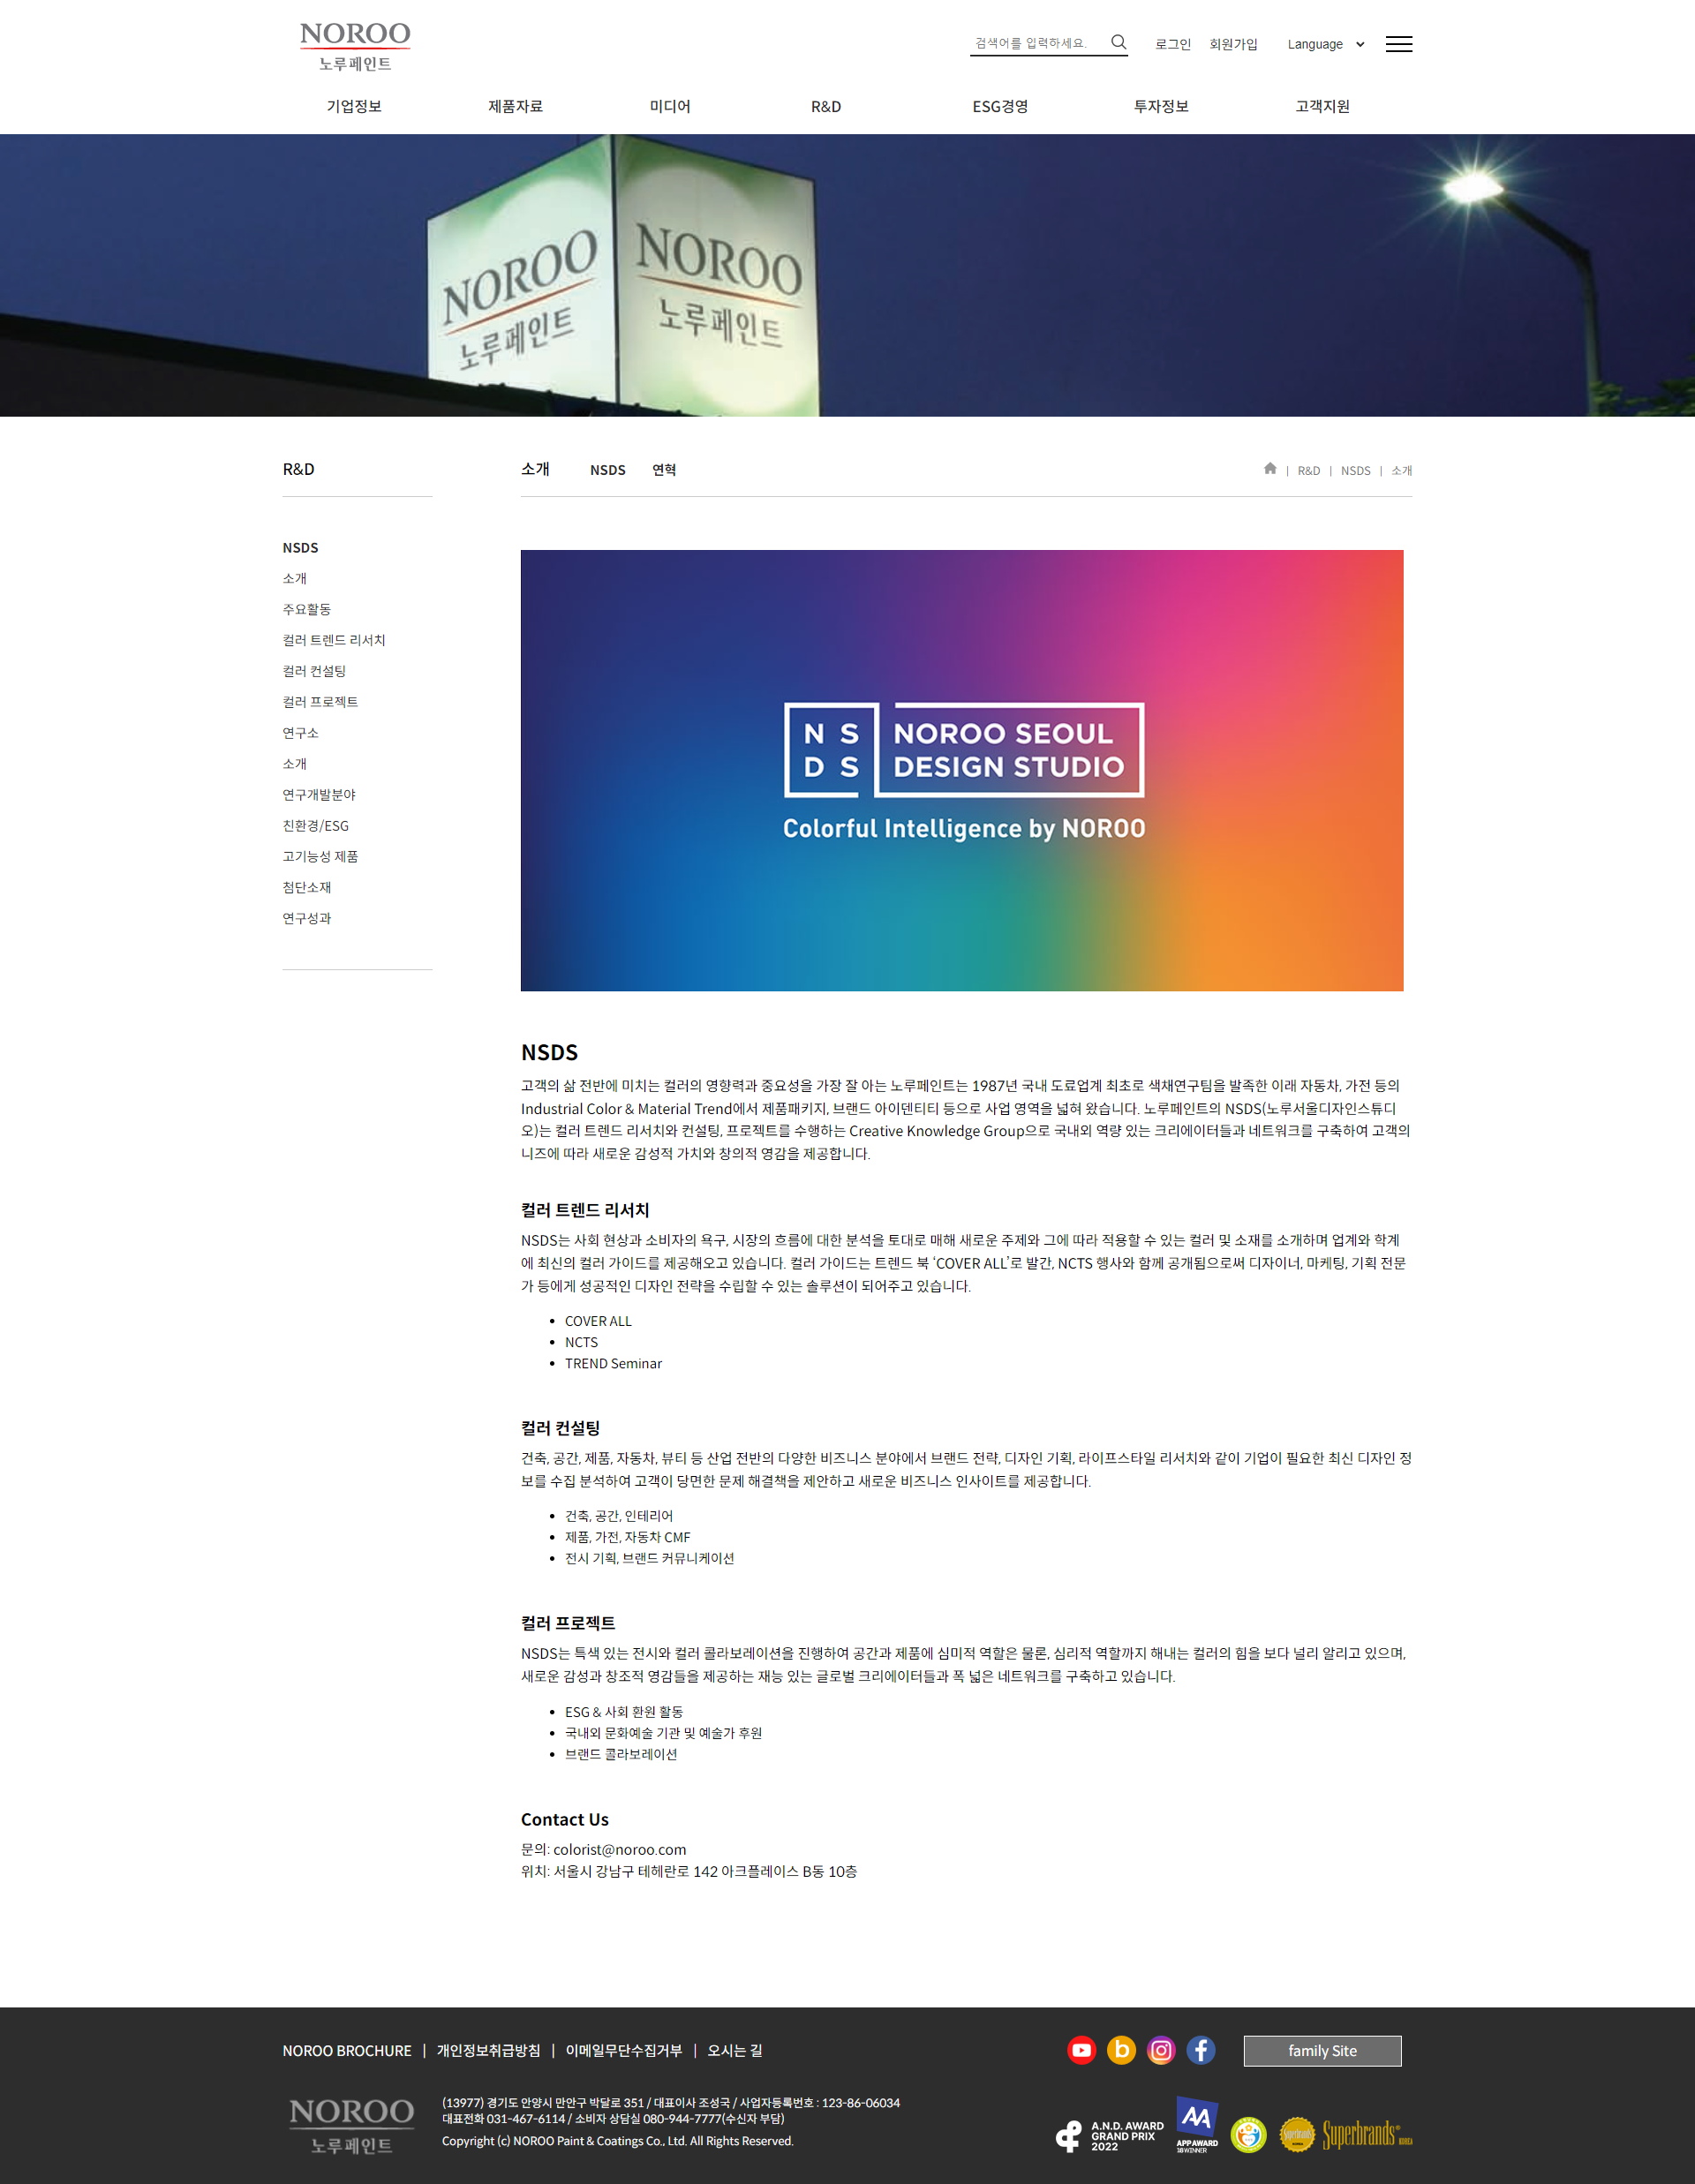 NOROO
노루페인트
검색어를 입력하세요.
로그인 회원가입 Language
기업정보 제품자료 미디어 R&D ESG경영 투자정보 고객지원
NOROO
노루페인트
NOROO
노루페인트
R&D
소개 NSDS 연혁
| R&D | NSDS | 소개
NSDS
소개
주요활동
컬러 트렌드 리서치
컬러 컨설팅
컬러 프로젝트
연구소
소개
연구개발분야
친환경/ESG
고기능성 제품
첨단소재
연구성과
N S
D S
NOROO SEOUL
DESIGN STUDIO
Colorful Intelligence by NOROO
NSDS
고객의 삶 전반에 미치는 컬러의 영향력과 중요성을 가장 잘 아는 노루페인트는 1987년 국내 도료업계 최초로 색채연구팀을 발족한 이래 자동차, 가전 등의
Industrial Color & Material Trend에서 제품패키지, 브랜드 아이덴티티 등으로 사업 영역을 넓혀 왔습니다. 노루페인트의 NSDS(노루서울디자인스튜디
오)는 컬러 트렌드 리서치와 컨설팅, 프로젝트를 수행하는 Creative Knowledge Group으로 국내외 역량 있는 크리에이터들과 네트워크를 구축하여 고객의
니즈에 따라 새로운 감성적 가치와 창의적 영감을 제공합니다.
컬러 트렌드 리서치
NSDS는 사회 현상과 소비자의 욕구, 시장의 흐름에 대한 분석을 토대로 매해 새로운 주제와 그에 따라 적용할 수 있는 컬러 및 소재를 소개하며 업계와 학계
에 최신의 컬러 가이드를 제공해오고 있습니다. 컬러 가이드는 트렌드 북 ‘COVER ALL’로 발간, NCTS 행사와 함께 공개됨으로써 디자이너, 마케팅, 기획 전문
가 등에게 성공적인 디자인 전략을 수립할 수 있는 솔루션이 되어주고 있습니다.
• COVER ALL
• NCTS
• TREND Seminar
컬러 컨설팅
건축, 공간, 제품, 자동차, 뷰티 등 산업 전반의 다양한 비즈니스 분야에서 브랜드 전략, 디자인 기획, 라이프스타일 리서치와 같이 기업이 필요한 최신 디자인 정
보를 수집 분석하여 고객이 당면한 문제 해결책을 제안하고 새로운 비즈니스 인사이트를 제공합니다.
• 건축, 공간, 인테리어
• 제품, 가전, 자동차 CMF
• 전시 기획, 브랜드 커뮤니케이션
컬러 프로젝트
NSDS는 특색 있는 전시와 컬러 콜라보레이션을 진행하여 공간과 제품에 심미적 역할은 물론, 심리적 역할까지 해내는 컬러의 힘을 보다 널리 알리고 있으며,
새로운 감성과 창조적 영감들을 제공하는 재능 있는 글로벌 크리에이터들과 폭 넓은 네트워크를 구축하고 있습니다.
• ESG & 사회 환원 활동
• 국내외 문화예술 기관 및 예술가 후원
• 브랜드 콜라보레이션
Contact Us
문의: colorist@noroo.com
위치: 서울시 강남구 테헤란로 142 아크플레이스 B동 10층
NOROO BROCHURE | 개인정보취급방침 | 이메일무단수집거부 | 오시는 길
b
family Site
NOROO
노루페인트
(13977) 경기도 안양시 만안구 박달로 351 / 대표이사 조성국 / 사업자등록번호 : 123-86-06034
대표전화 031-467-6114 / 소비자 상담실 080-944-7777(수신자 부담)
Copyright (c) NOROO Paint & Coatings Co., Ltd. All Rights Reserved.
A.N.D. AWARD
GRAND PRIX
2022
AA
APP AWARD
WINNER
Superbrands
KOREA
Superbrands
KOREA